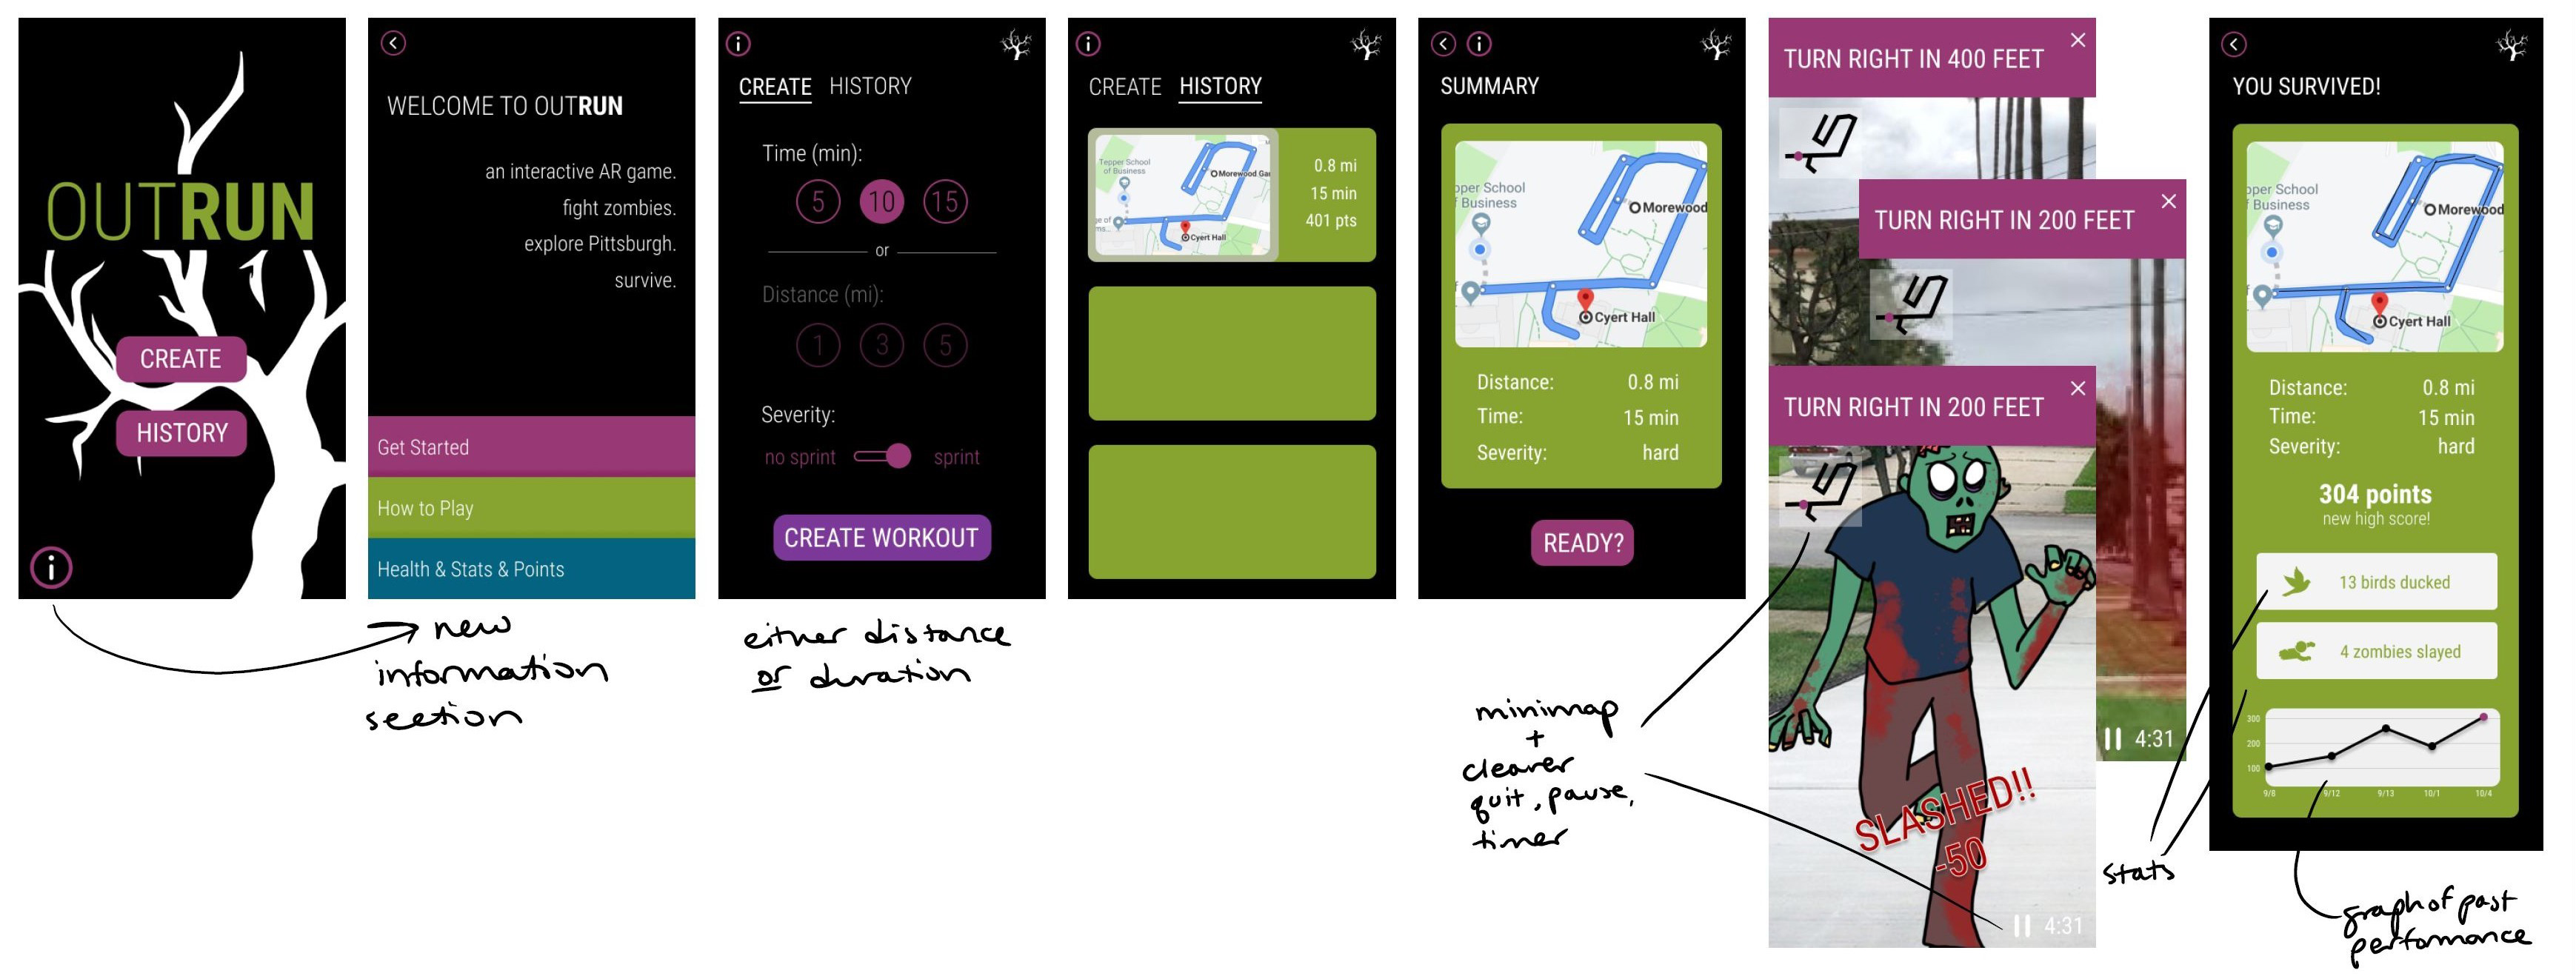 OUTRUN
CREATE
HISTORY
i
WELCOME TO OUTRUN
an interactive AR game.
fight zombies.
explore Pittsburgh.
survive.
Get Started
How to Play
Health & Stats & Points
new
information
section
i
CREATE HISTORY
Time (min):
5 10 15
or
Distance (mi):
1 3 5
Severity:
no sprint sprint
CREATE WORKOUT
either distance
or duration
i
CREATE HISTORY
Tepper School
of Business
Morewood Gar
ge of
ms...
Cyert Hall
0.8 mi
15 min
401 pts
i
SUMMARY
pper School
f Business
Morewood
Cyert Hall
Distance: 0.8 mi
Time: 15 min
Severity: hard
READY?
minimap
+
clearer
quit, pause,
timer
TURN RIGHT IN 400 FEET
TURN RIGHT IN 200 FEET
4:31
TURN RIGHT IN 200 FEET
SLASHED!!
-50
4:31
YOU SURVIVED!
pper School
f Business
Morewood
Cyert Hall
Distance: 0.8 mi
Time: 15 min
Severity: hard
304 points
new high score!
13 birds ducked
4 zombies slayed
300
200
100
9/8 9/12 9/13 10/1 10/4
stats
graph of past
performance